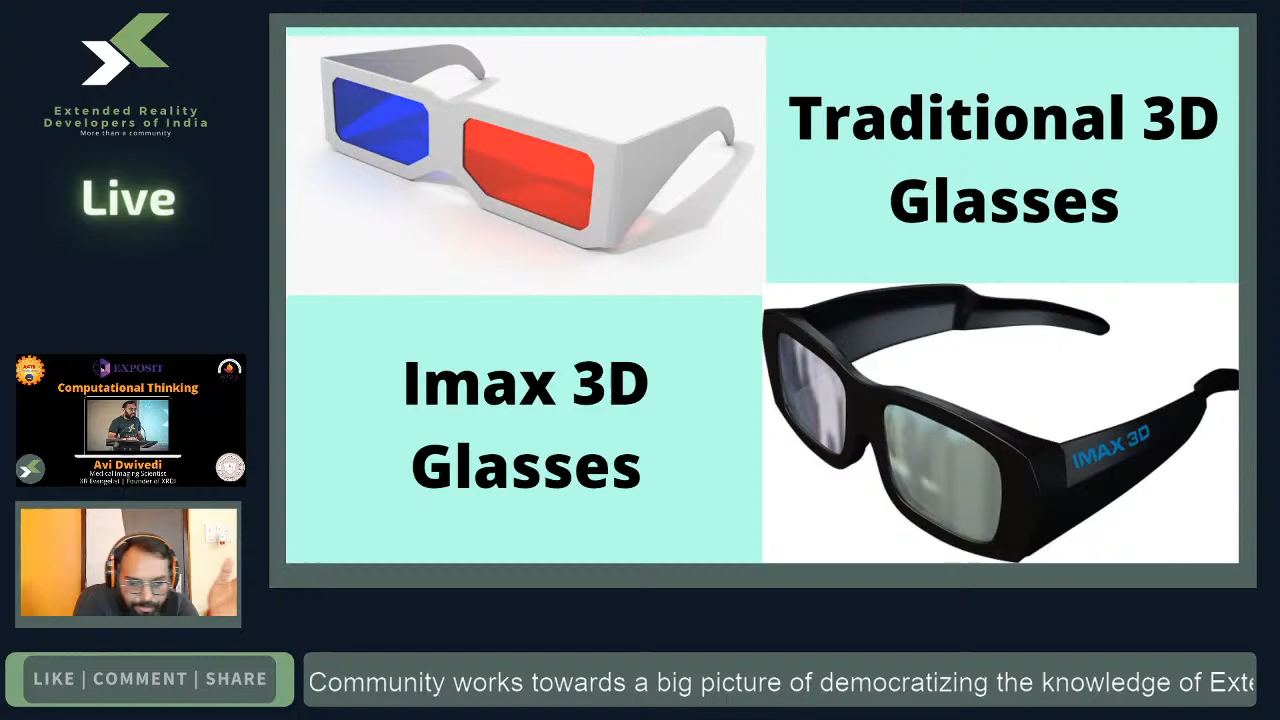 Extended Reality
Developers of India
More than a community
Live
EXPOSIT
Computational Thinking
Avi Dwivedi
Medical Imaging Scientist
XR Evangelist | Founder of XRDI
Traditional 3D
Glasses
Imax 3D
Glasses
IMAX 3D
LIKE | COMMENT | SHARE
Community works towards a big picture of democratizing the knowledge of Exte